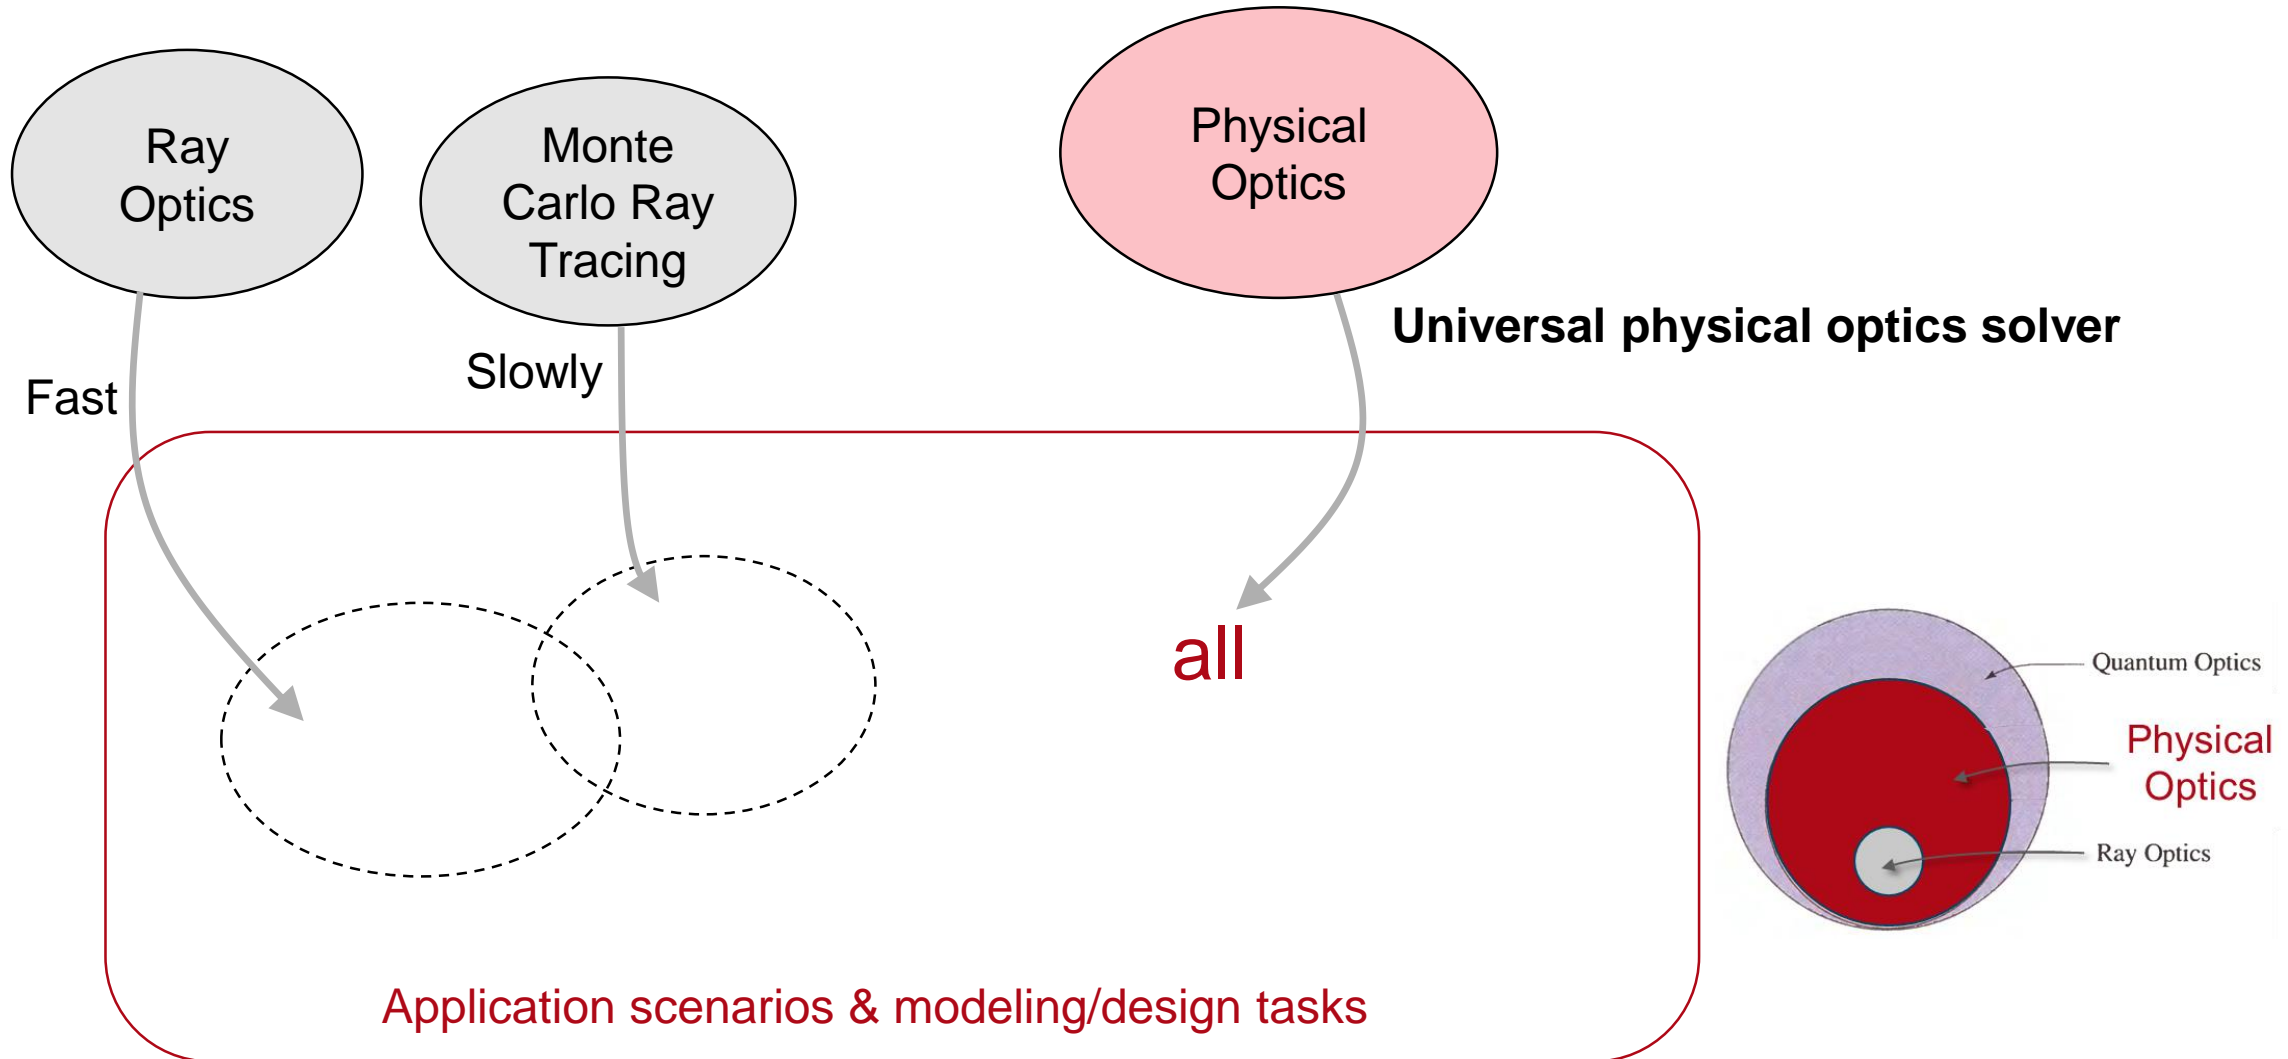 Ray
Optics
Monte
Carlo Ray
Tracing
Physical
Optics
Universal physical optics solver
Slowly
Fast
all
Quantum Optics
Physical
Optics
Ray Optics
Application scenarios & modeling/design tasks